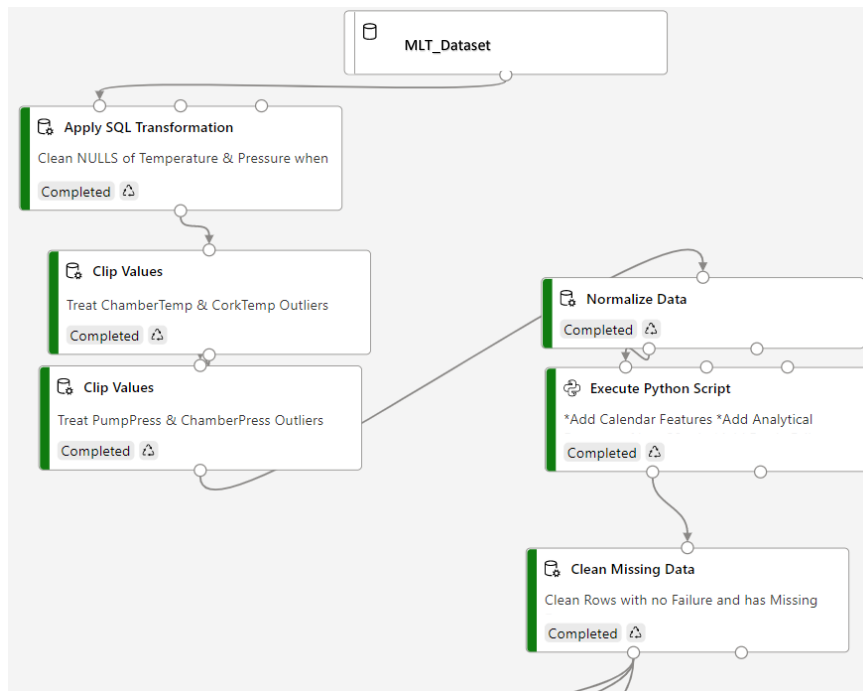 MLT_Dataset
Apply SQL Transformation
Clean NULLS of Temperature & Pressure when
Completed
Clip Values
Treat ChamberTemp & CorkTemp Outliers
Completed
Clip Values
Treat PumpPress & ChamberPress Outliers
Completed
Normalize Data
Completed
Execute Python Script
*Add Calendar Features *Add Analytical
Completed
Clean Missing Data
Clean Rows with no Failure and has Missing
Completed